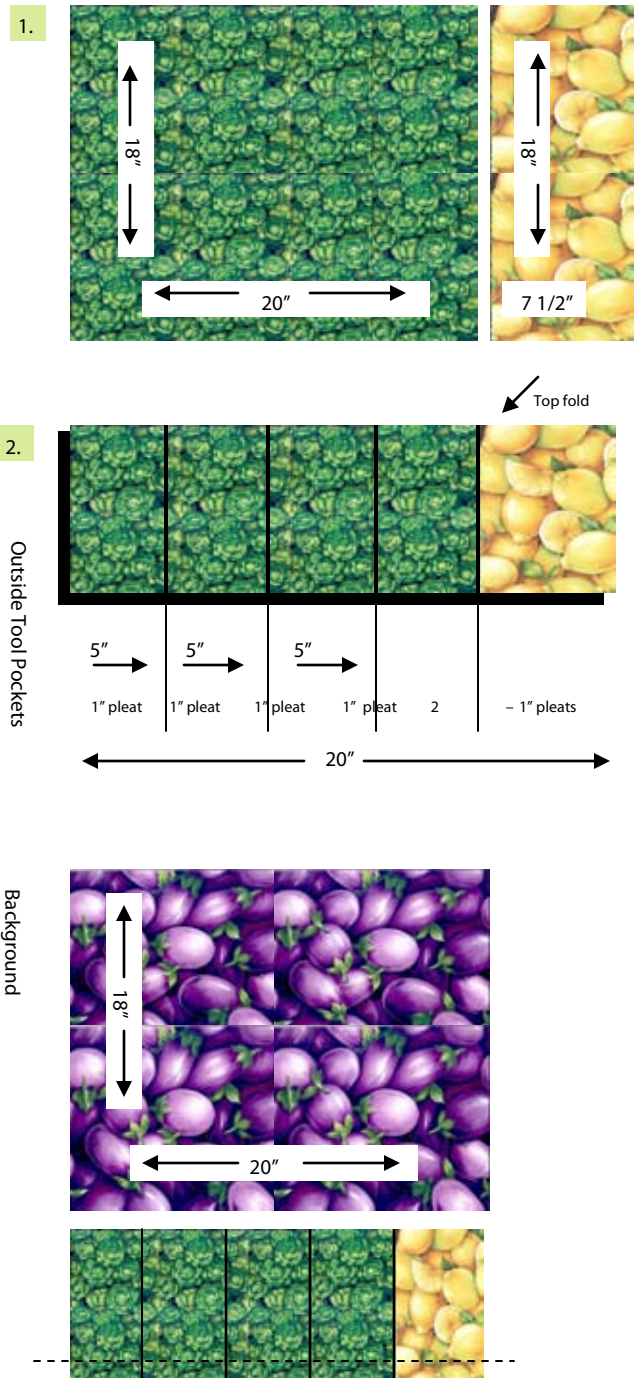 1.
18”
18”
20”
7 1/2”
Top fold
2.
Outside Tool Pockets
5” 5” 5”
1” pleat 1” pleat 1” pleat 1” pleat 2 – 1” pleats
20”
Background
18”
20”